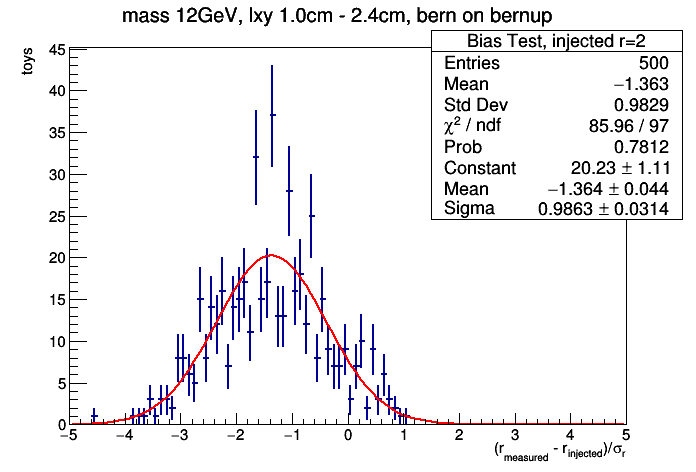 mass 12GeV, lxy 1.0cm - 2.4cm, bern on bernup
Bias Test, injected r=2
Entries 500
Mean −1.363
Std Dev 0.9829
χ² / ndf 85.96 / 97
Prob 0.7812
Constant 20.23 ± 1.11
Mean −1.364 ± 0.044
Sigma 0.9863 ± 0.0314
toys
45
40
35
30
25
20
15
10
5
0
−5 −4 −3 −2 −1 0 1 2 3 4 5
(r_measured - r_injected)/σ_r